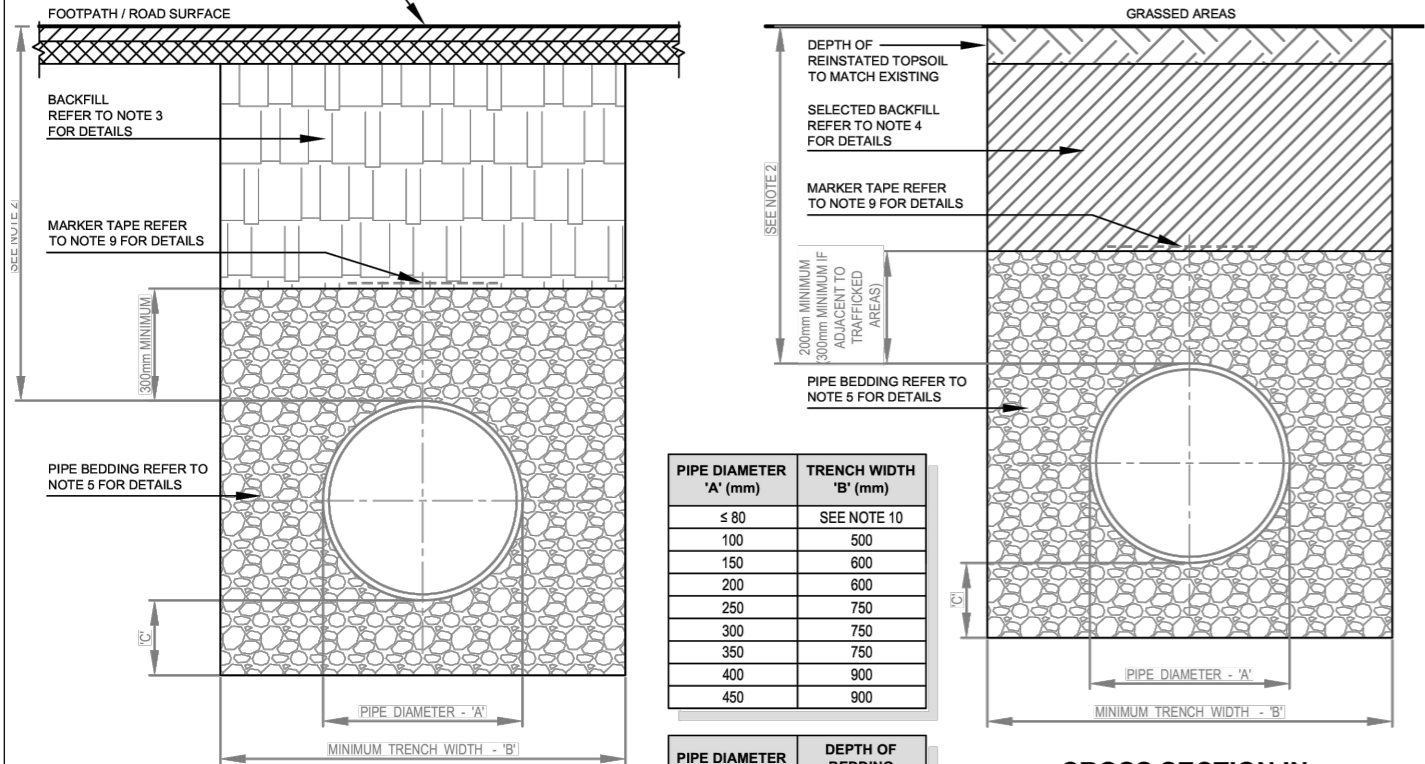 FOOTPATH / ROAD SURFACE
BACKFILL
REFER TO NOTE 3
FOR DETAILS
SEE NOTE 2
MARKER TAPE REFER
TO NOTE 9 FOR DETAILS
300mm MINIMUM
PIPE BEDDING REFER TO
NOTE 5 FOR DETAILS
'C'
PIPE DIAMETER - 'A'
MINIMUM TRENCH WIDTH - 'B'
PIPE DIAMETER 'A' (mm) TRENCH WIDTH 'B' (mm)
≤ 80 SEE NOTE 10
100 500
150 600
200 600
250 750
300 750
350 750
400 900
450 900
PIPE DIAMETER DEPTH OF
BEDDING
GRASSED AREAS
DEPTH OF
REINSTATED TOPSOIL
TO MATCH EXISTING
SELECTED BACKFILL
REFER TO NOTE 4
FOR DETAILS
SEE NOTE 2
MARKER TAPE REFER
TO NOTE 9 FOR DETAILS
200mm MINIMUM
(300mm MINIMUM IF
ADJACENT TO
TRAFFICKED
AREAS)
PIPE BEDDING REFER TO
NOTE 5 FOR DETAILS
'C'
PIPE DIAMETER - 'A'
MINIMUM TRENCH WIDTH - 'B'
CROSS SECTION IN